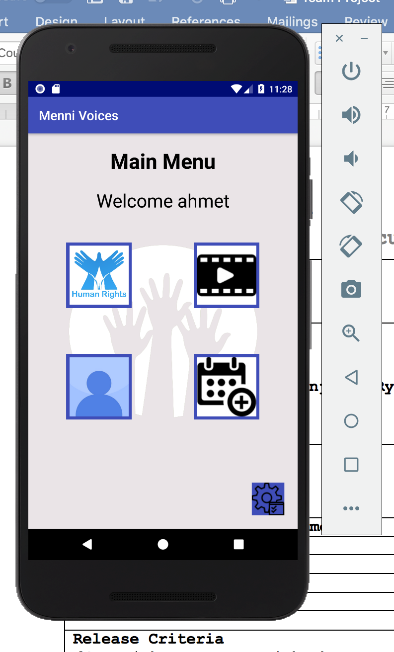 Design
Layout
References
Mailings
Review
Team Project
B
7
11:28
Menni Voices
Main Menu
Welcome ahmet
Human Rights
Release Criteria